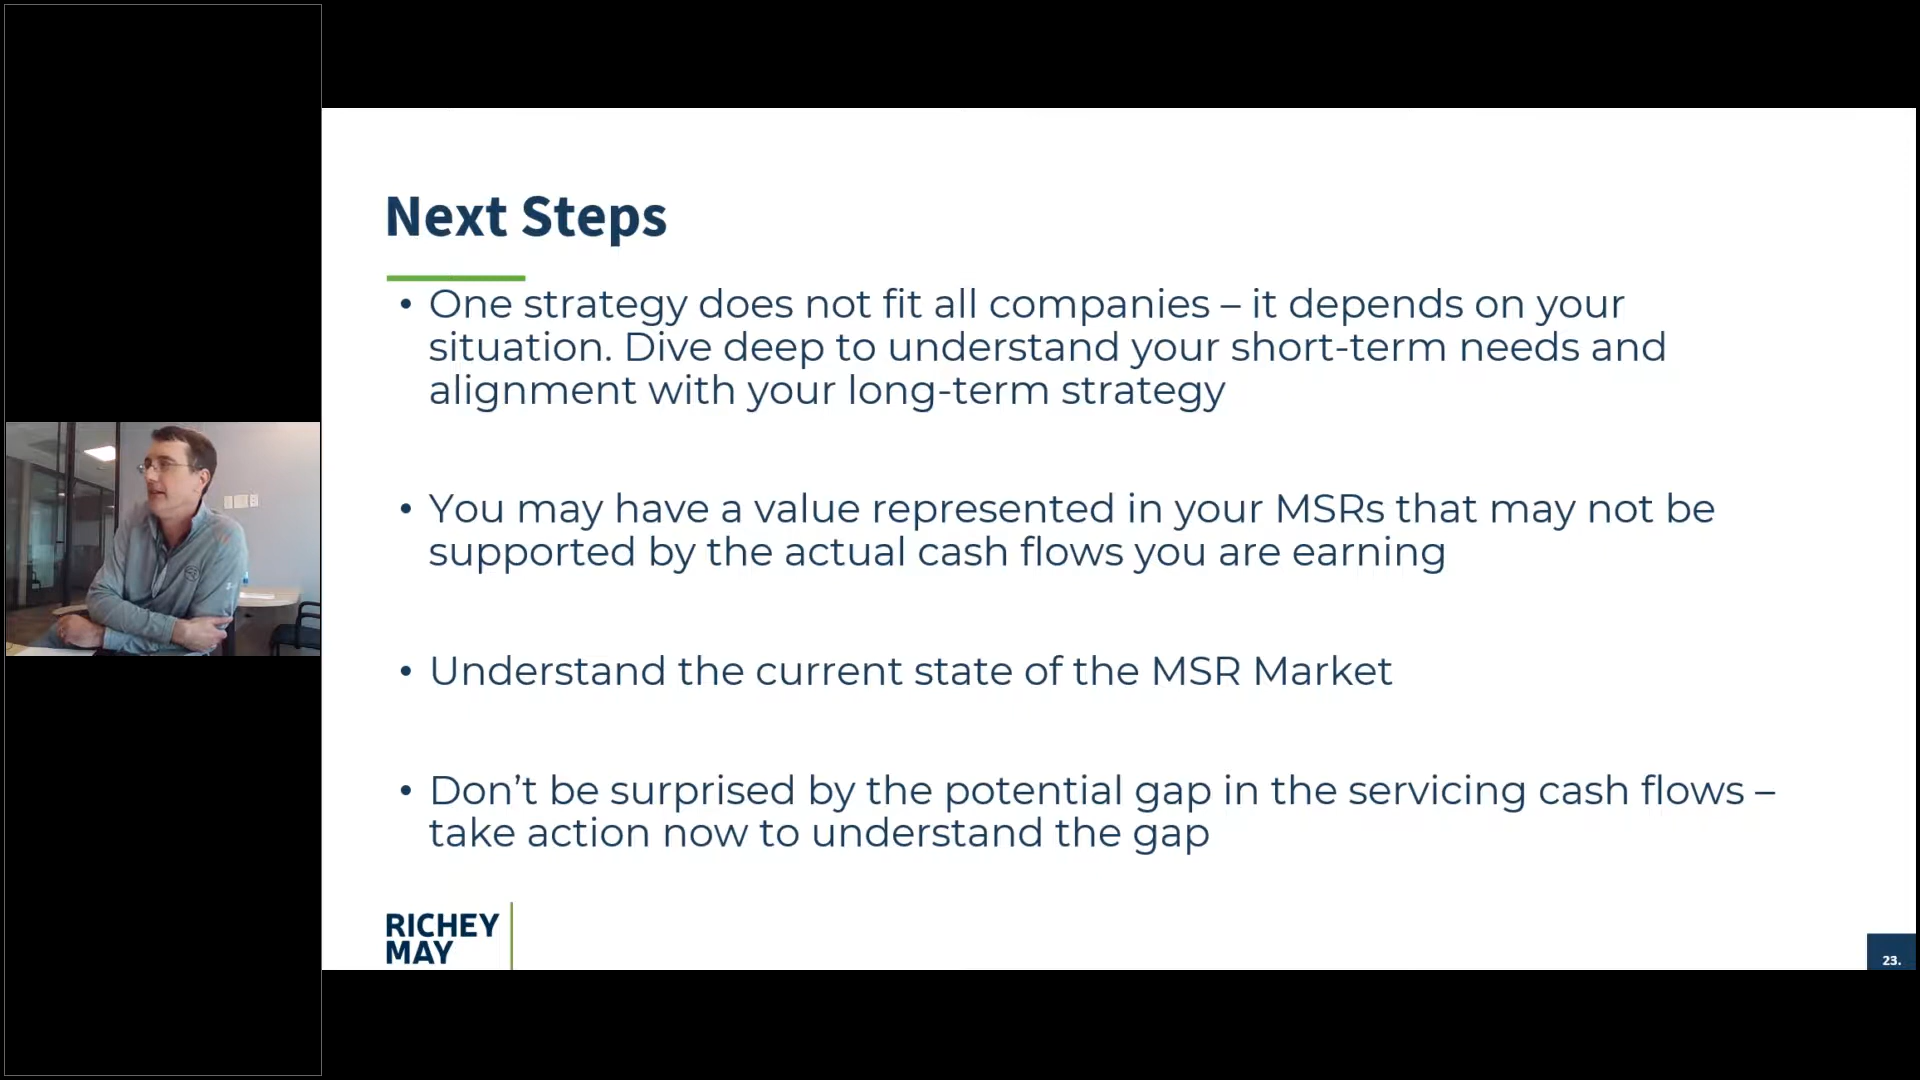 Next Steps
• One strategy does not fit all companies – it depends on your
situation. Dive deep to understand your short-term needs and
alignment with your long-term strategy
• You may have a value represented in your MSRs that may not be
supported by the actual cash flows you are earning
• Understand the current state of the MSR Market
• Don’t be surprised by the potential gap in the servicing cash flows –
take action now to understand the gap
RICHEY
MAY
23.